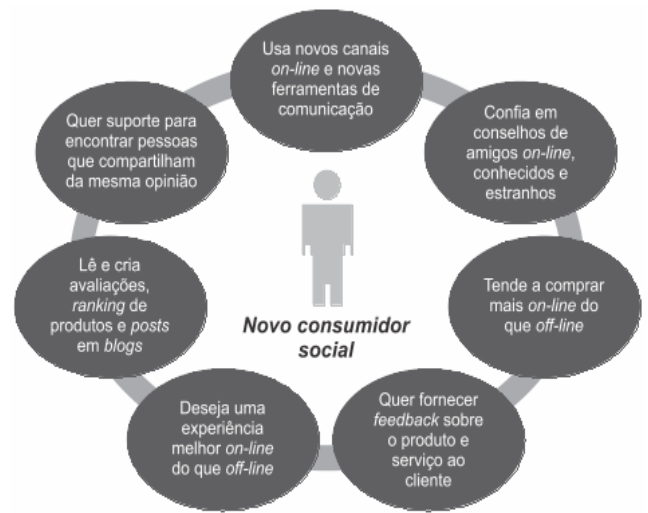 Usa novos canais
on-line e novas
ferramentas de
comunicação
Confia em
conselhos de
amigos on-line,
conhecidos e
estranhos
Tende a comprar
mais on-line do
que off-line
Quer fornecer
feedback sobre
o produto e
serviço ao
cliente
Deseja uma
experiência
melhor on-line
do que off-line
Lê e cria
avaliações,
ranking de
produtos e posts
em blogs
Quer suporte para
encontrar pessoas
que compartilham
da mesma opinião
Novo consumidor
social